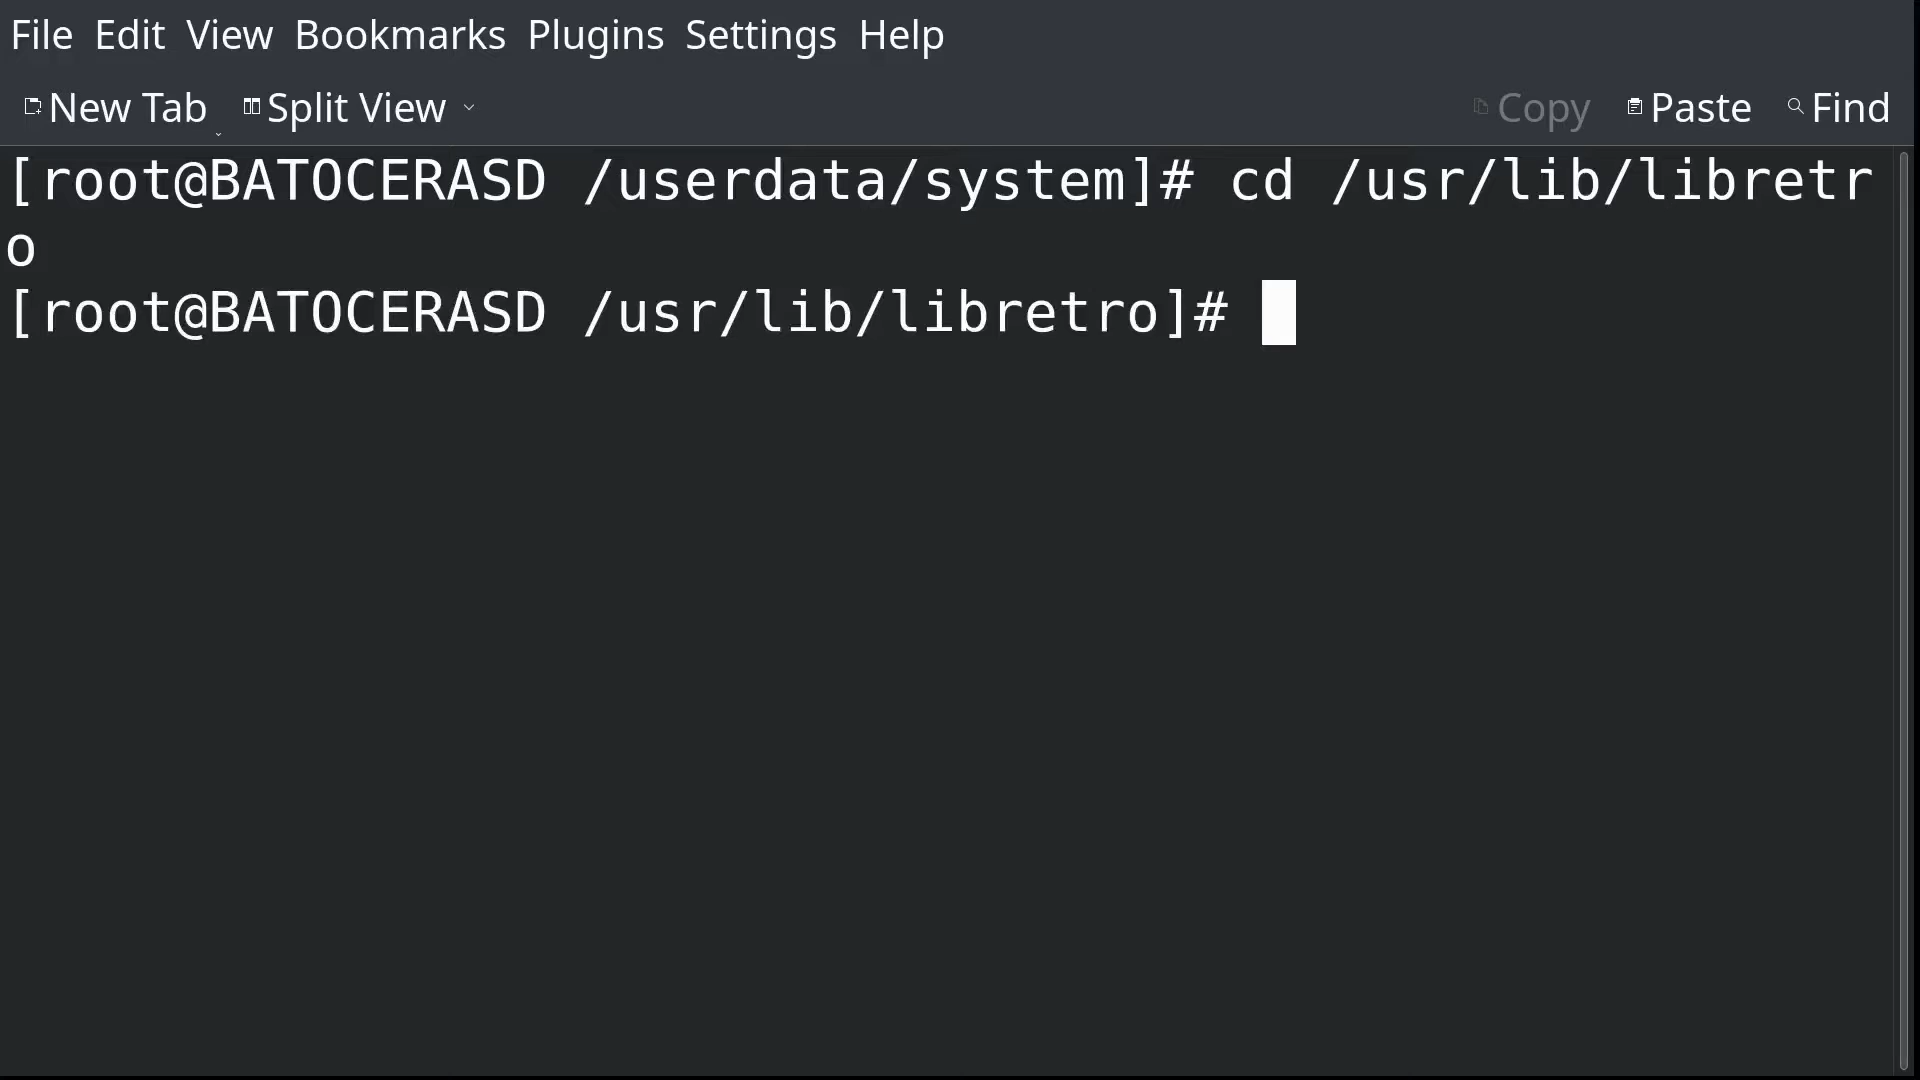 File Edit View Bookmarks Plugins Settings Help
New Tab Split View Copy Paste Find
[root@BATOCERASD /userdata/system]# cd /usr/lib/libretr
o
[root@BATOCERASD /usr/lib/libretro]#